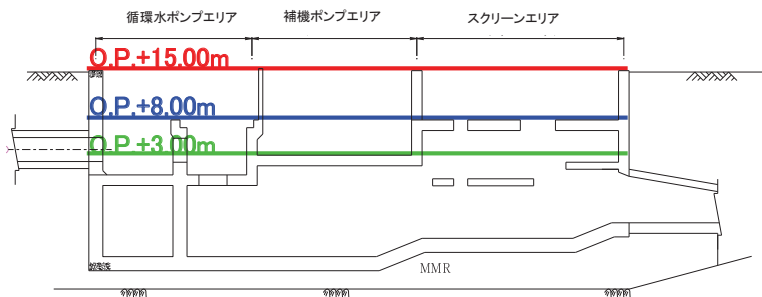 循環水ポンプエリア
補機ポンプエリア
スクリーンエリア
O.P.+15.00m
O.P.+8.00m
O.P.+3.00m
MMR